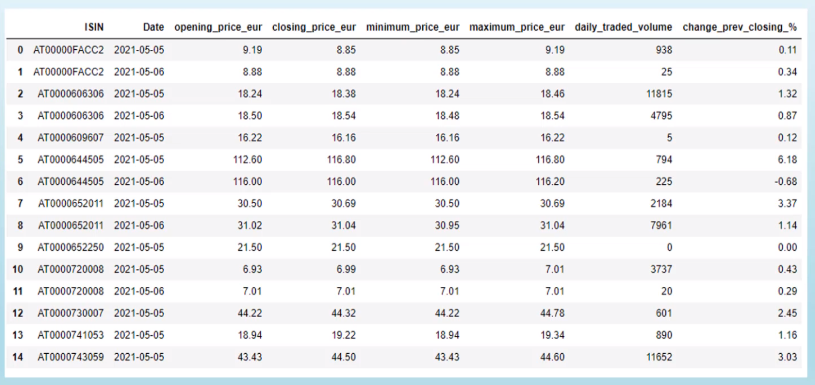 ISIN Date opening_price_eur closing_price_eur minimum_price_eur maximum_price_eur daily_traded_volume change_prev_closing_%
0 AT00000FACC2 2021-05-05 9.19 8.85 8.85 9.19 938 0.11
1 AT00000FACC2 2021-05-06 8.88 8.88 8.88 8.88 25 0.34
2 AT0000606306 2021-05-05 18.24 18.38 18.24 18.46 11815 1.32
3 AT0000606306 2021-05-06 18.50 18.54 18.48 18.54 4795 0.87
4 AT0000609607 2021-05-05 16.22 16.16 16.16 16.22 5 0.12
5 AT0000644505 2021-05-05 112.60 116.80 112.60 116.80 794 6.18
6 AT0000644505 2021-05-06 116.00 116.00 116.00 116.20 225 -0.68
7 AT0000652011 2021-05-05 30.50 30.69 30.50 30.69 2184 3.37
8 AT0000652011 2021-05-06 31.02 31.04 30.95 31.04 7961 1.14
9 AT0000652250 2021-05-05 21.50 21.50 21.50 21.50 0 0.00
10 AT0000720008 2021-05-05 6.93 6.99 6.93 7.01 3737 0.43
11 AT0000720008 2021-05-06 7.01 7.01 7.01 7.01 20 0.29
12 AT0000730007 2021-05-05 44.22 44.32 44.22 44.78 601 2.45
13 AT0000741053 2021-05-05 18.94 19.22 18.94 19.34 890 1.16
14 AT0000743059 2021-05-05 43.43 44.50 43.43 44.60 11652 3.03